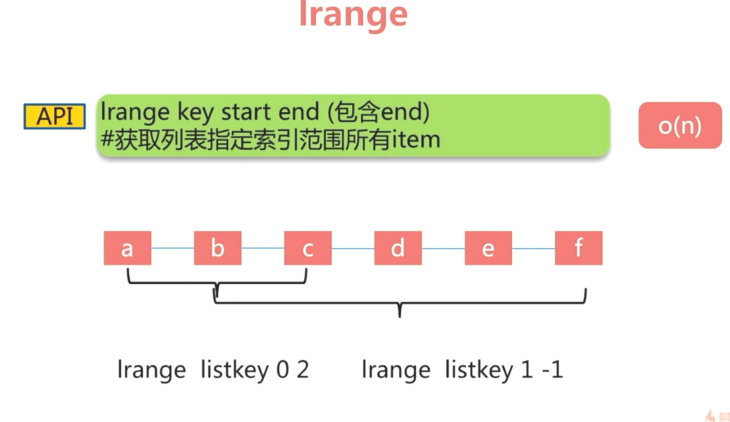 lrange
API
lrange key start end (包含end)
#获取列表指定索引范围所有item
o(n)
a b c d e f
lrange listkey 0 2
lrange listkey 1 -1